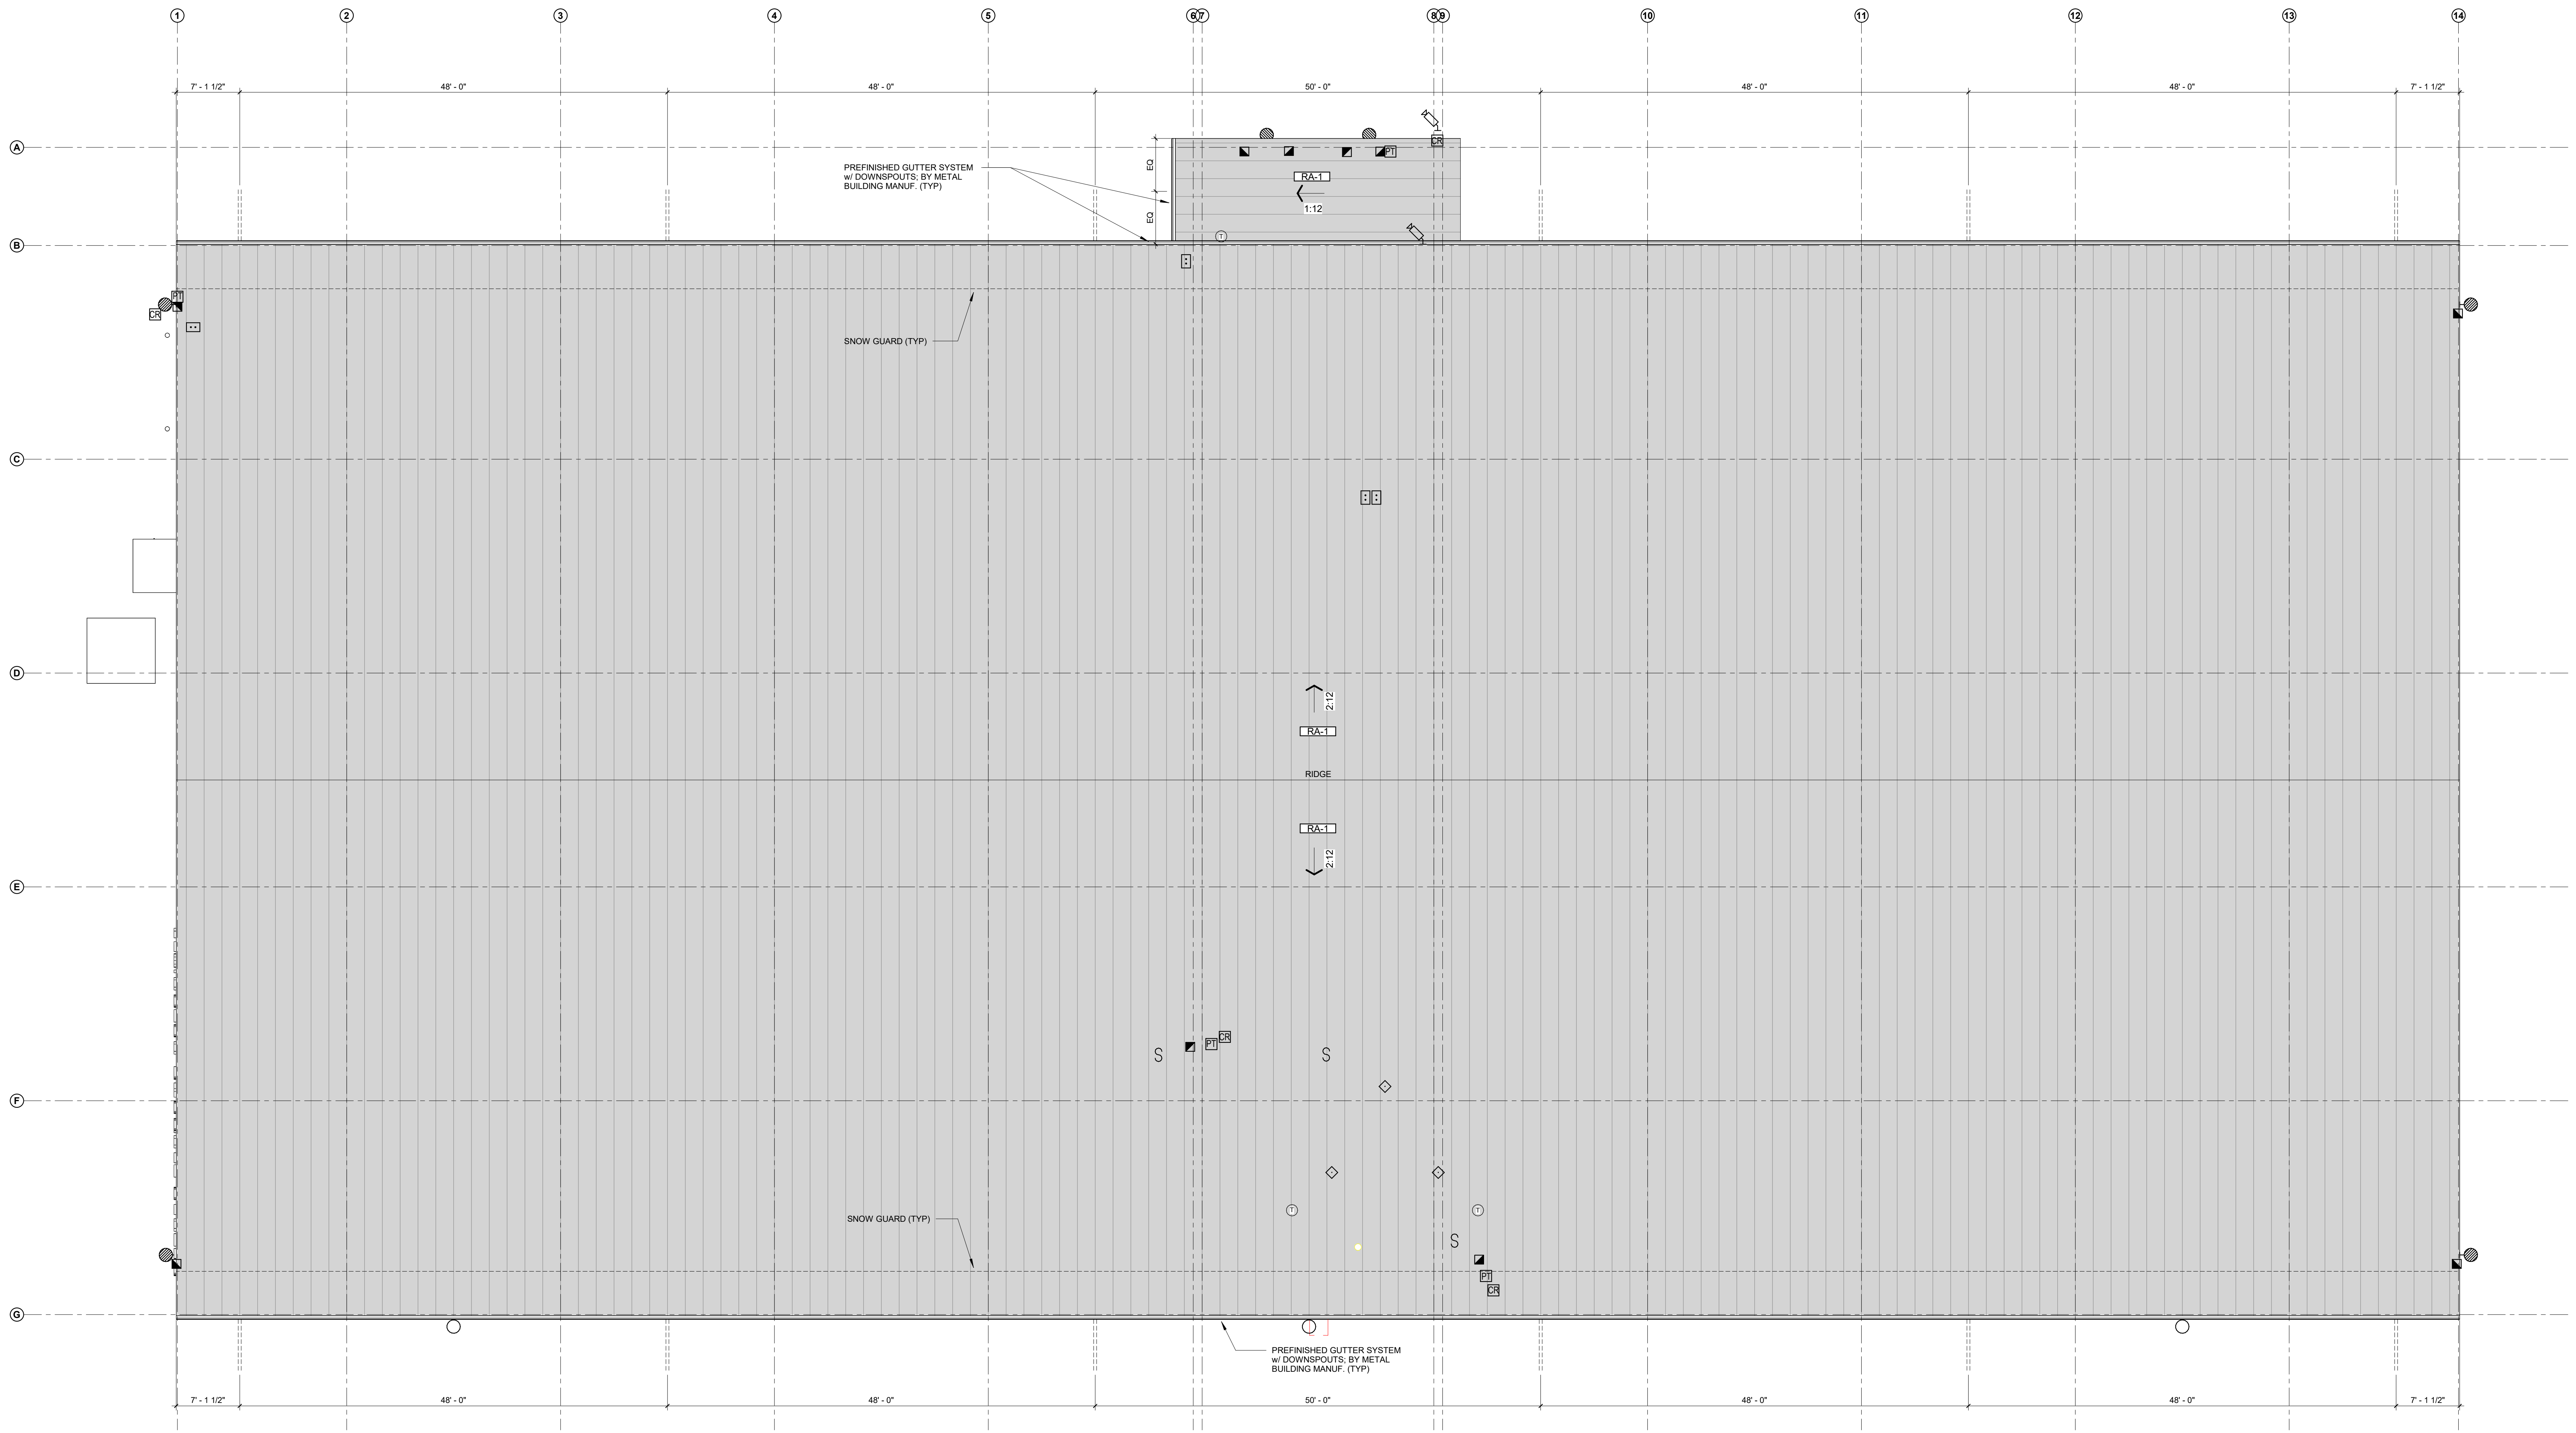 1 2 3 4 5 6 7 8 9 10 11 12 13 14
7' - 1 1/2" 48' - 0" 48' - 0" 50' - 0" 48' - 0" 48' - 0" 7' - 1 1/2"
A
CR
PT
EQ
PREFINISHED GUTTER SYSTEM
w/ DOWNSPOUTS; BY METAL
BUILDING MANUF. (TYP)
RA-1
1:12
EQ
T
B
PT
CR
SNOW GUARD (TYP)
C
D
2:12
RA-1
RIDGE
RA-1
2:12
E
CR
PT
S
S
F
T
T
SNOW GUARD (TYP)
S
PT
CR
G
PREFINISHED GUTTER SYSTEM
w/ DOWNSPOUTS; BY METAL
BUILDING MANUF. (TYP)
7' - 1 1/2" 48' - 0" 48' - 0" 50' - 0" 48' - 0" 48' - 0" 7' - 1 1/2"